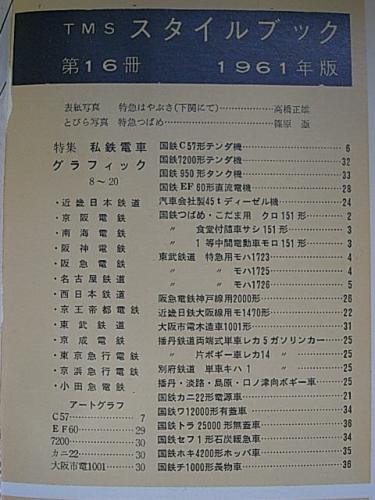 TMS スタイルブック
第16冊 1961年版
表紙写真 特急はやぶさ(下関にて)………………高橋正雄
とびら写真 特急つばめ………………篠原
特集 私鉄電車
グラフィック
8〜20
・近畿日本鉄道
・京阪電鉄
・南海電鉄
・阪神電鉄
・阪急電鉄
・名古屋鉄道
・西日本鉄道
・京王帝都電鉄
・東武鉄道
・京成電鉄
・東京急行電鉄
・京浜急行電鉄
・小田急電鉄
アートグラフ
C57……………7
EF60……………29
7200……………30
カニ22……………30
大阪市電1001……30
国鉄C57形テンダ機………………6
国鉄7200形テンダ機………………32
国鉄950形タンク機………………33
国鉄EF60形直流電機………………28
汽車会社製45tディーゼル機………………24
国鉄つばめ・こだま用 クロ151形………2
〃 食堂付随車サシ151形………3
〃 1等中間電動車モロ151形………3
東武鉄道 特急用モハ1723………………4
〃 〃 モハ1725………………4
〃 〃 モハ1726………………5
阪急電鉄神戸線用2000形………………26
近畿日鉄大阪線用モ1470形………………22
大阪市電木造車1001形………………31
播丹鉄道両端式単車レカ5ガソリンカー……25
〃 片ボギー車レカ14 〃 ……25
別府鉄道 単車キハ1 〃 ……25
播丹・淡路・島原・口ノ津向ボギー車……25
国鉄カニ22形電源車………………21
国鉄ワ12000形有蓋車………………34
国鉄トラ25000形無蓋車………………36
国鉄セフ1形石炭緩急車………………34
国鉄ホキ4200形ホッパ車………………35
国鉄チ1000形長物車………………36